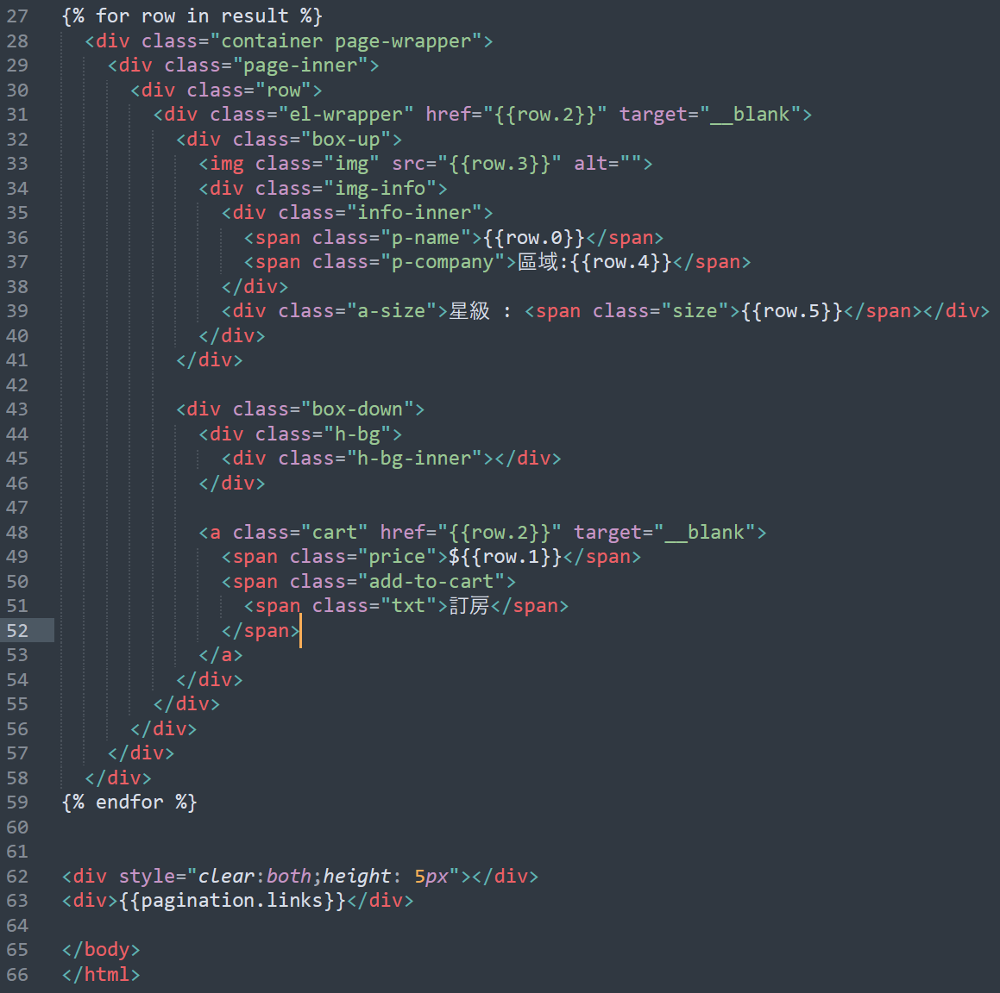 27 {% for row in result %}
28 <div class="container page-wrapper">
29 <div class="page-inner">
30 <div class="row">
31 <div class="el-wrapper" href="{{row.2}}" target="__blank">
32 <div class="box-up">
33 <img class="img" src="{{row.3}}" alt="">
34 <div class="img-info">
35 <div class="info-inner">
36 <span class="p-name">{{row.0}}</span>
37 <span class="p-company">區域:{{row.4}}</span>
38 </div>
39 <div class="a-size">星級 : <span class="size">{{row.5}}</span></div>
40 </div>
41 </div>
42
43 <div class="box-down">
44 <div class="h-bg">
45 <div class="h-bg-inner"></div>
46 </div>
47
48 <a class="cart" href="{{row.2}}" target="__blank">
49 <span class="price">${{row.1}}</span>
50 <span class="add-to-cart">
51 <span class="txt">訂房</span>
52 </span>
53 </a>
54 </div>
55 </div>
56 </div>
57 </div>
58 </div>
59 {% endfor %}
60
61
62 <div style="clear:both;height: 5px"></div>
63 <div>{{pagination.links}}</div>
64
65 </body>
66 </html>